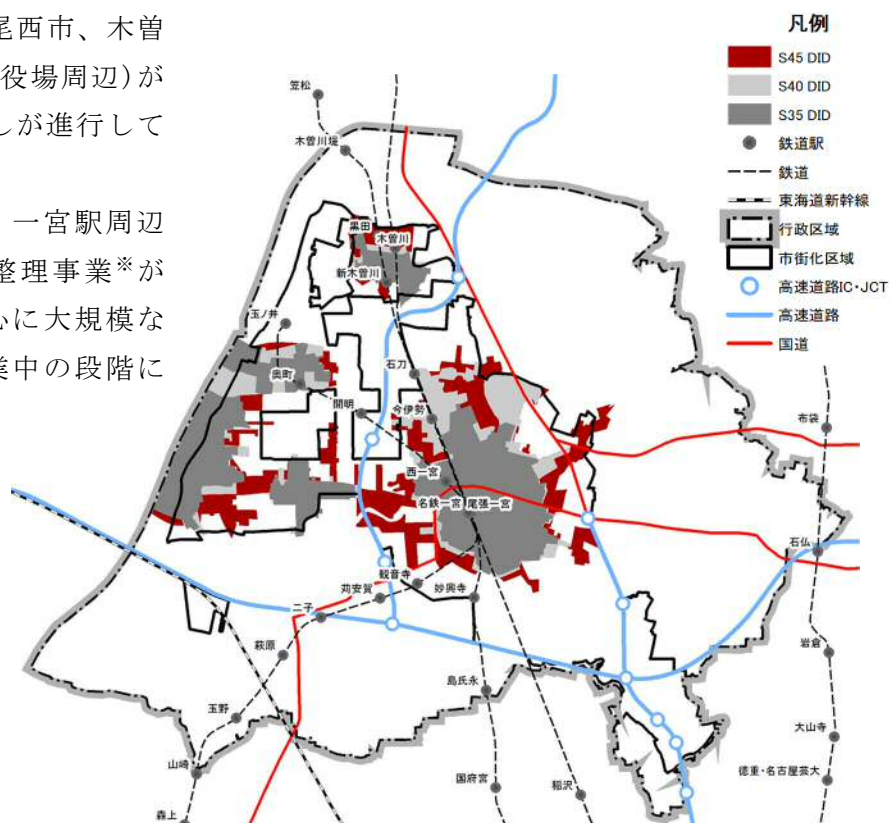 尾西市、木曽
役場周辺)が
しが進行して
一宮駅周辺
整理事業※が
心に大規模な
業中の段階に
凡例
S45 DID
S40 DID
S35 DID
鉄道駅
鉄道
東海道新幹線
行政区域
市街化区域
高速道路IC・JCT
高速道路
国道
笠松
木曽川堤
黒田
木曽川
新木曽川
玉ノ井
石刀
奥町
開明
今伊勢
布袋
西一宮
名鉄一宮
尾張一宮
石仏
観音寺
苅安賀
妙興寺
二子
萩原
岩倉
島氏永
玉野
大山寺
山崎
国府宮
稲沢
徳重・名古屋芸大
森上